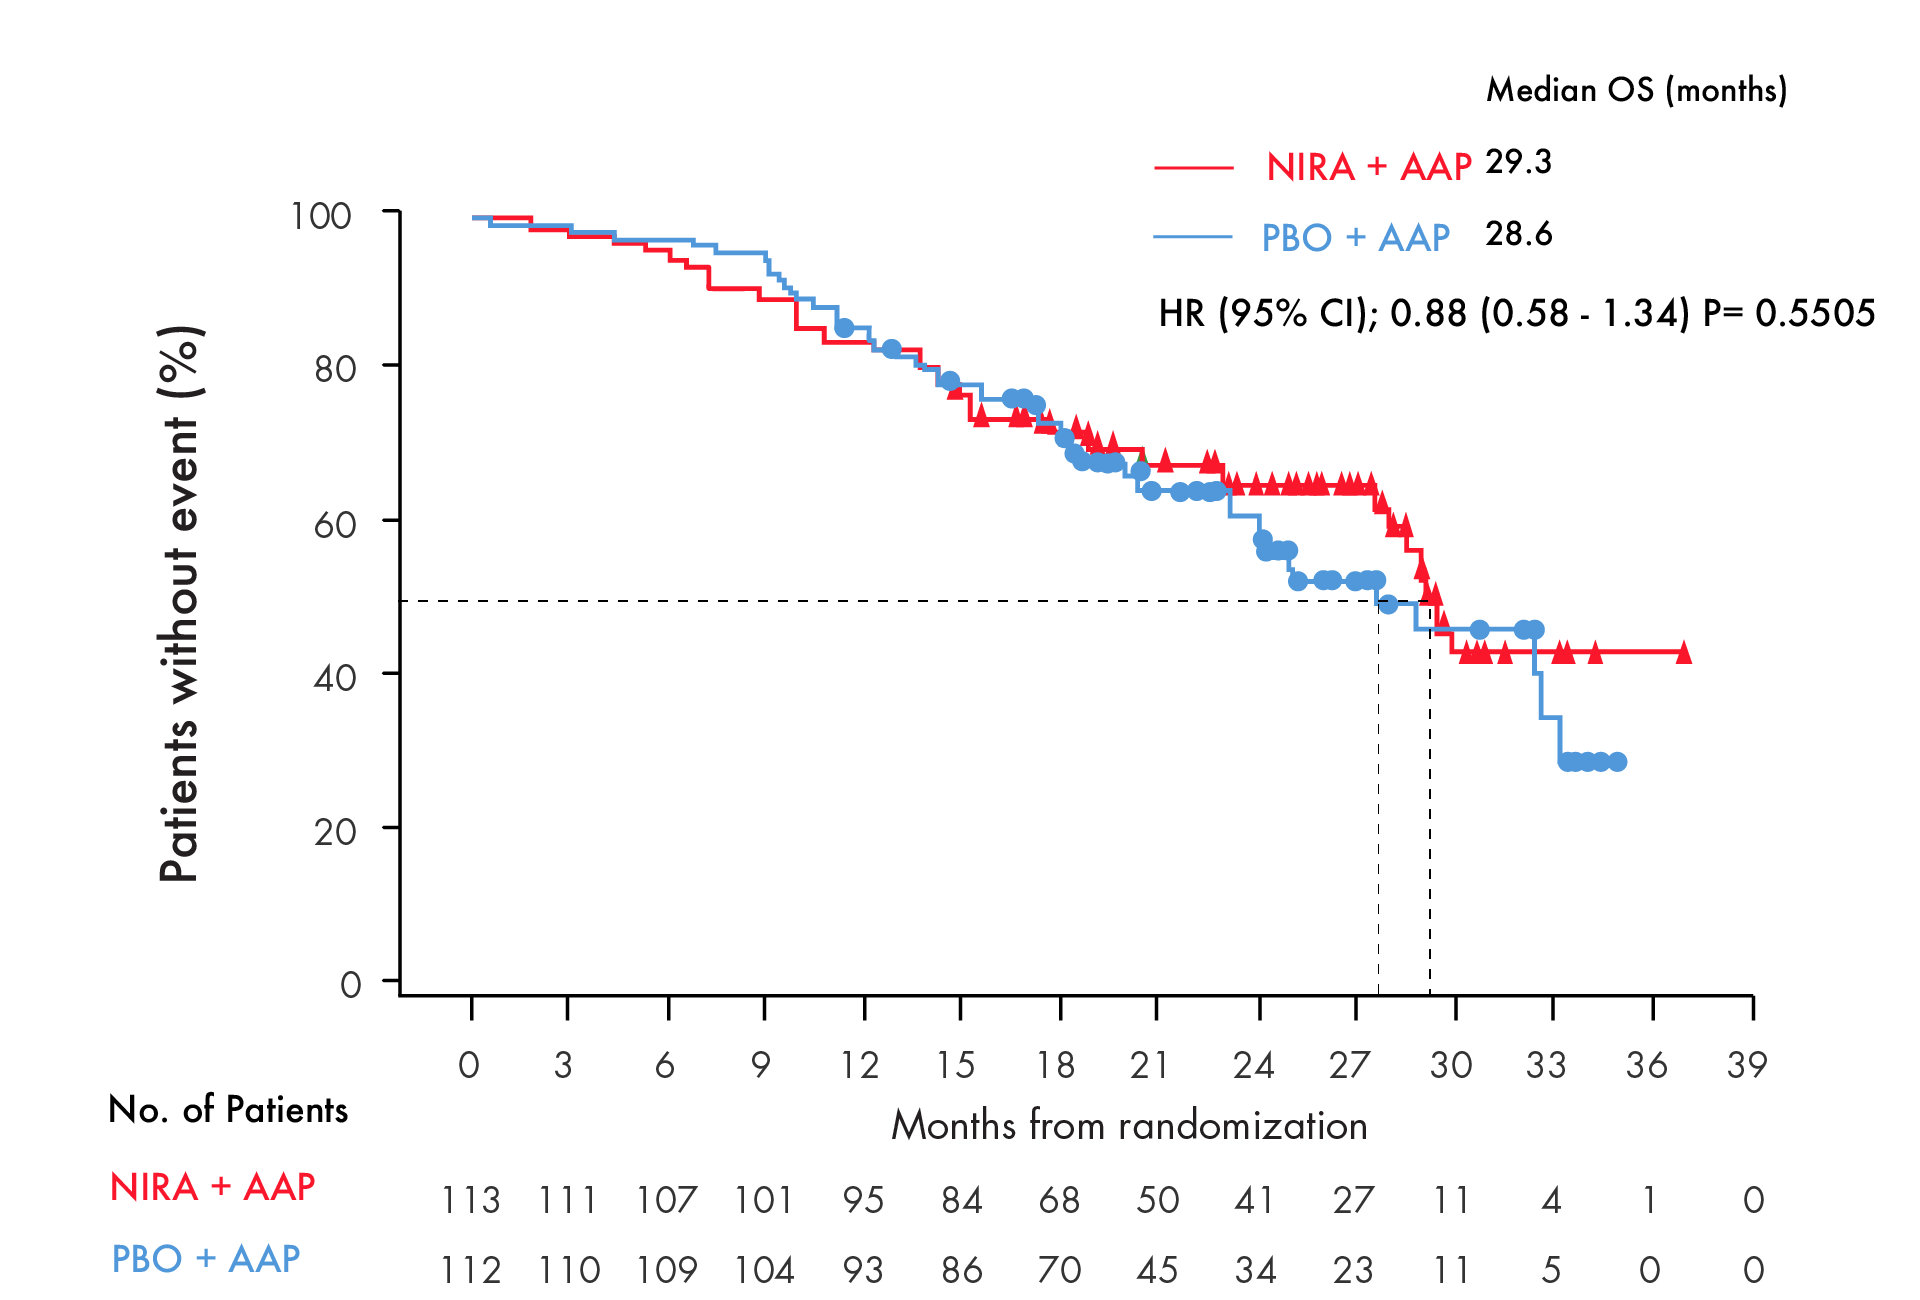 Median OS (months)
NIRA + AAP 29.3
PBO + AAP 28.6
HR (95% CI); 0.88 (0.58 - 1.34) P= 0.5505
Patients without event (%)
100
80
60
40
20
0
0 3 6 9 12 15 18 21 24 27 30 33 36 39
Months from randomization
No. of Patients
NIRA + AAP 113 111 107 101 95 84 68 50 41 27 11 4 1 0
PBO + AAP 112 110 109 104 93 86 70 45 34 23 11 5 0 0